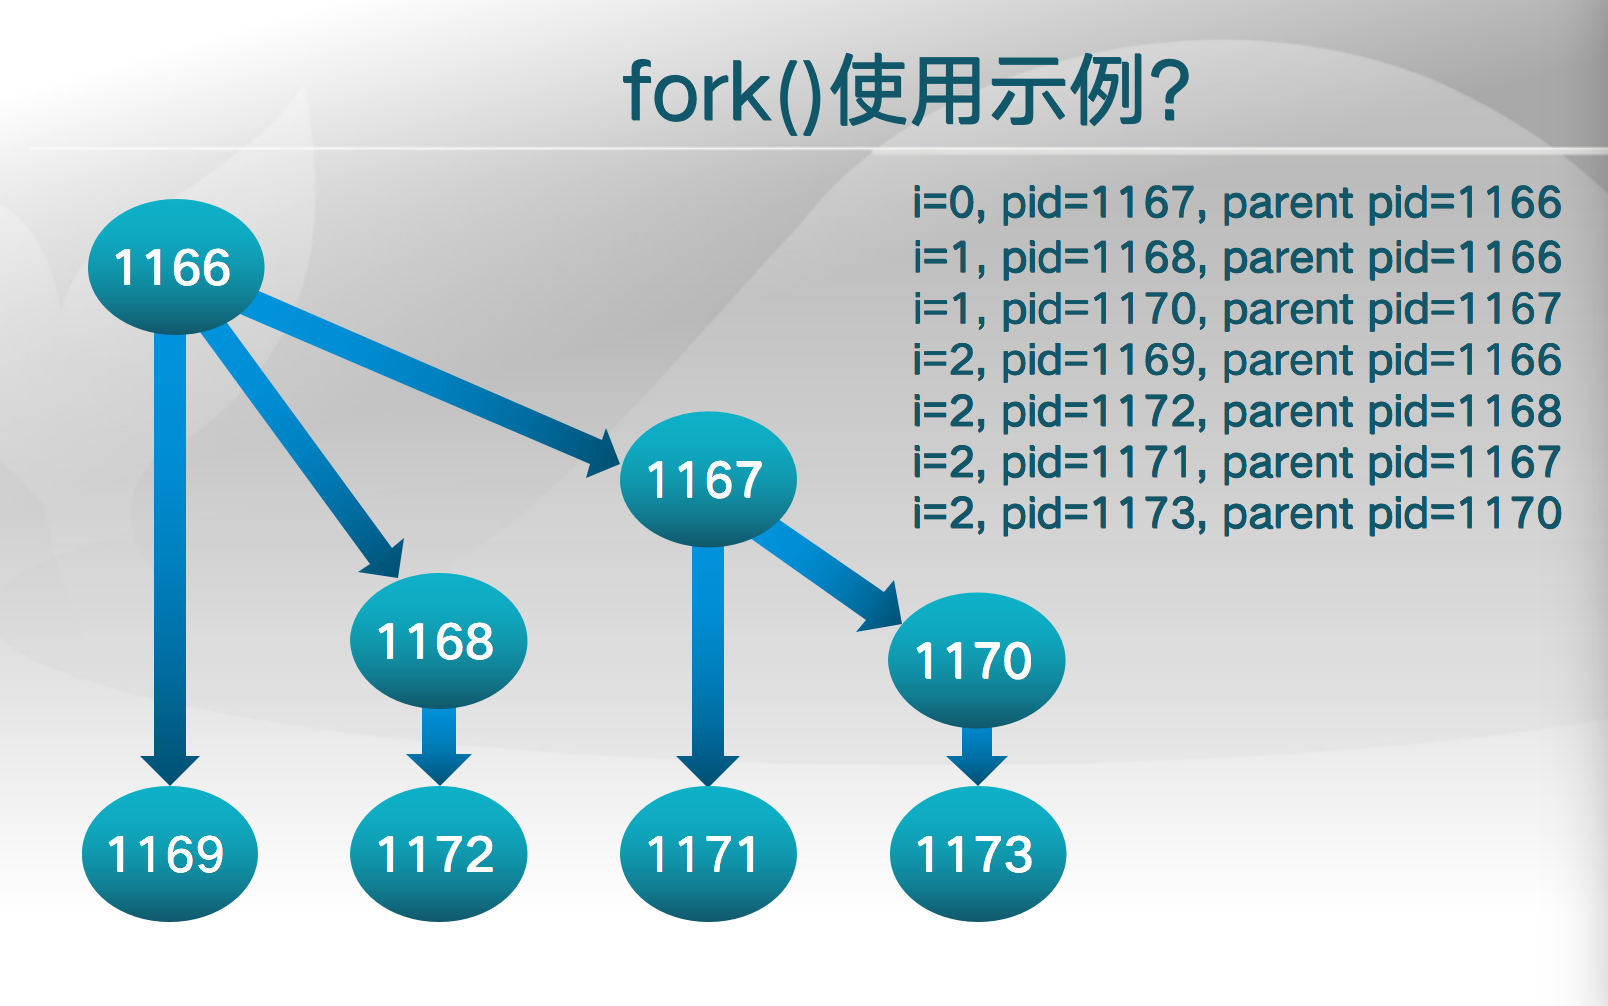 fork()使用示例?
i=0, pid=1167, parent pid=1166
i=1, pid=1168, parent pid=1166
i=1, pid=1170, parent pid=1167
i=2, pid=1169, parent pid=1166
i=2, pid=1172, parent pid=1168
i=2, pid=1171, parent pid=1167
i=2, pid=1173, parent pid=1170
1166
1167
1168
1170
1169
1172
1171
1173